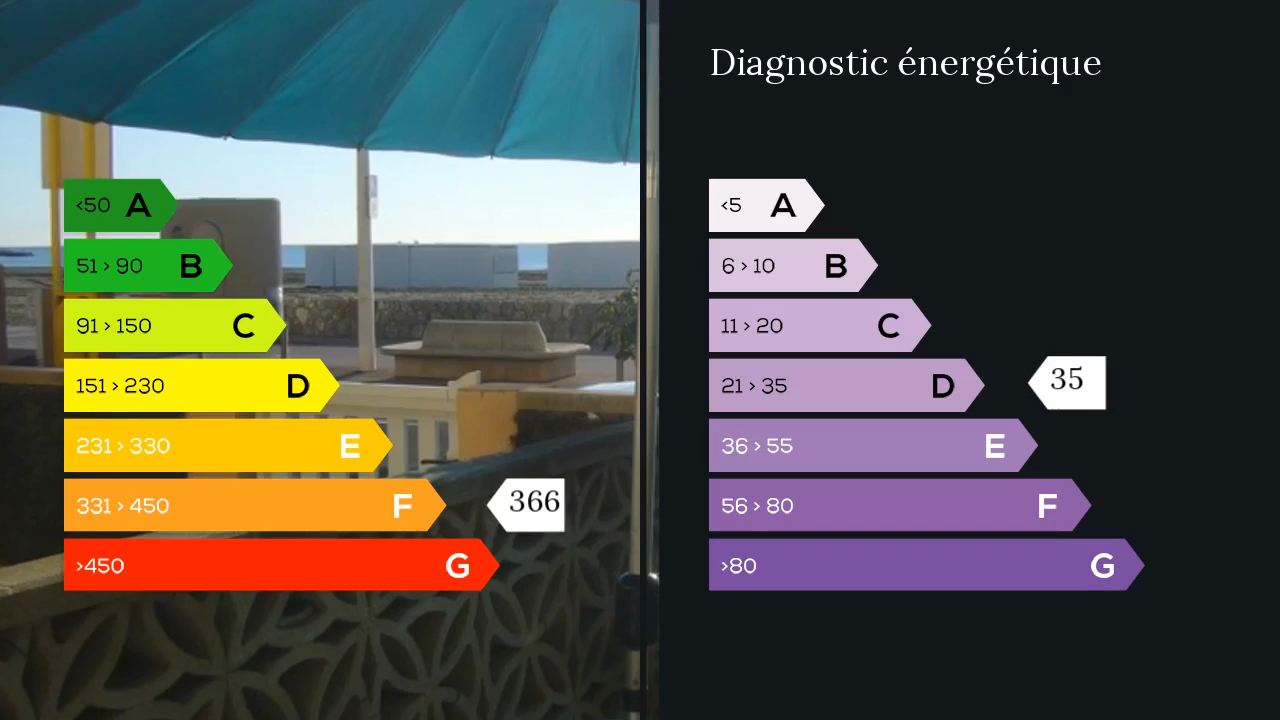 Diagnostic énergétique
<50 A
51 > 90 B
91 > 150 C
151 > 230 D
231 > 330 E
331 > 450 F
366
>450 G
<5 A
6 > 10 B
11 > 20 C
21 > 35 D
35
36 > 55 E
56 > 80 F
>80 G